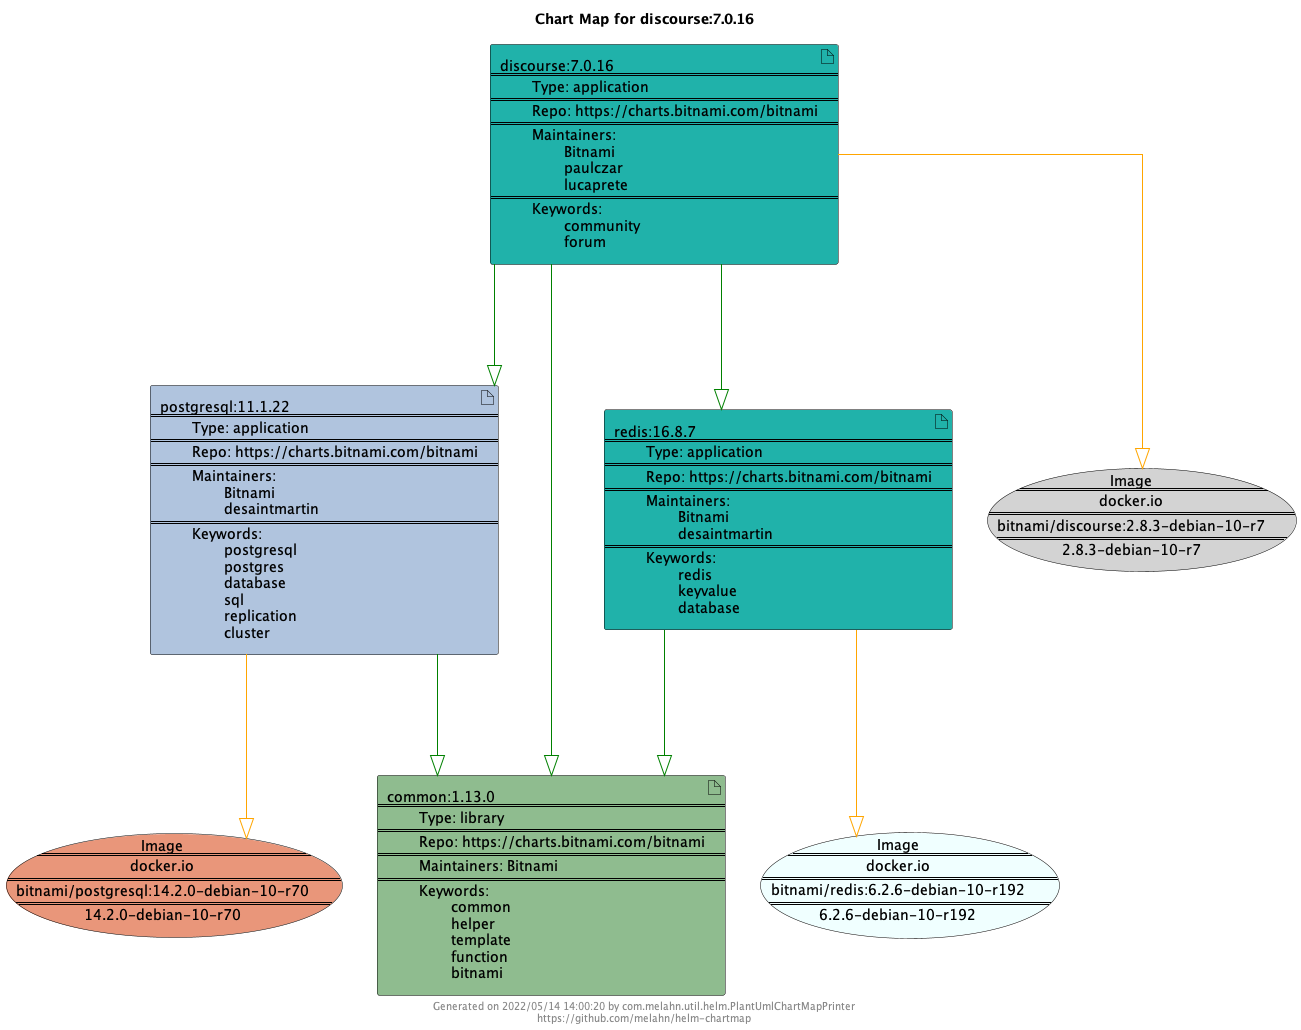 Chart Map for discourse:7.0.16
discourse:7.0.16
Type: application
Repo: https://charts.bitnami.com/bitnami
Maintainers:
Bitnami
paulczar
lucaprete
Keywords:
community
forum
postgresql:11.1.22
Type: application
Repo: https://charts.bitnami.com/bitnami
Maintainers:
Bitnami
desaintmartin
Keywords:
postgresql
postgres
database
sql
replication
cluster
redis:16.8.7
Type: application
Repo: https://charts.bitnami.com/bitnami
Maintainers:
Bitnami
desaintmartin
Keywords:
redis
keyvalue
database
Image
docker.io
bitnami/discourse:2.8.3-debian-10-r7
2.8.3-debian-10-r7
Image
docker.io
bitnami/postgresql:14.2.0-debian-10-r70
14.2.0-debian-10-r70
common:1.13.0
Type: library
Repo: https://charts.bitnami.com/bitnami
Maintainers: Bitnami
Keywords:
common
helper
template
function
bitnami
Image
docker.io
bitnami/redis:6.2.6-debian-10-r192
6.2.6-debian-10-r192
Generated on 2022/05/14 14:00:20 by com.melahn.util.helm.PlantUmlChartMapPrinter
https://github.com/melahn/helm-chartmap